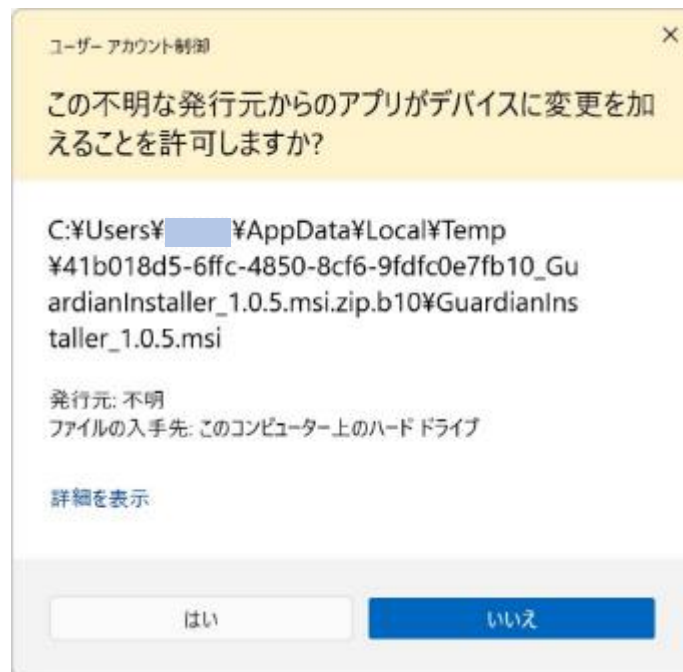 ユーザー アカウント制御
この不明な発行元からのアプリがデバイスに変更を加
えることを許可しますか?
C:¥Users¥ ¥AppData¥Local¥Temp
¥41b018d5-6ffc-4850-8cf6-9fdfc0e7fb10_Gu
ardianInstaller_1.0.5.msi.zip.b10¥GuardianIns
taller_1.0.5.msi
発行元: 不明
ファイルの入手先: このコンピューター上のハード ドライブ
詳細を表示
はい
いいえ